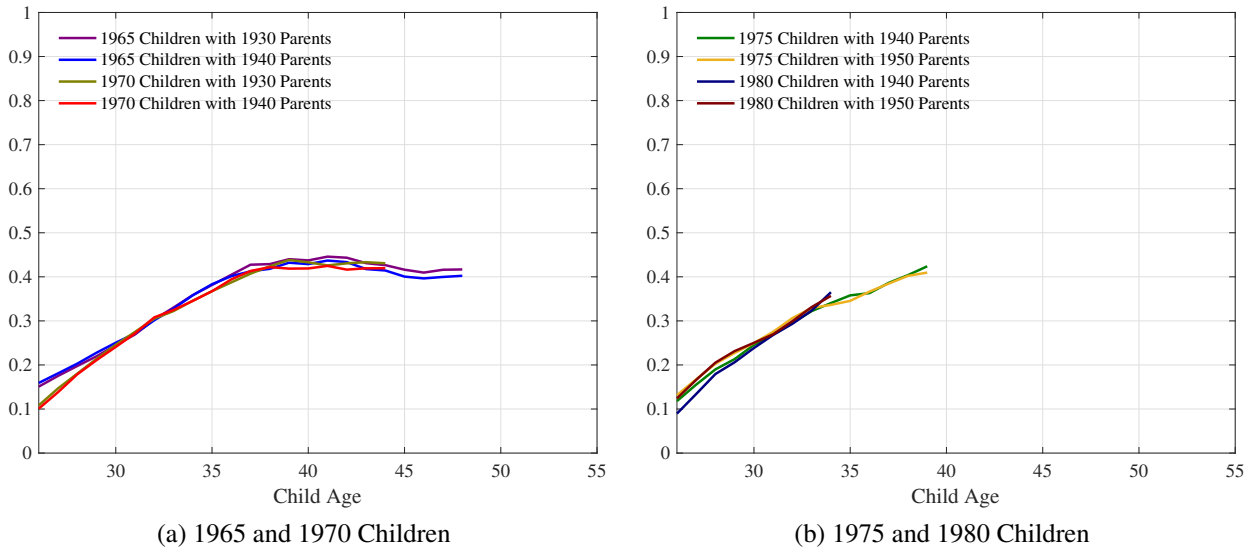 1
0.9
0.8
0.7
0.6
0.5
0.4
0.3
0.2
0.1
0
1965 Children with 1930 Parents
1965 Children with 1940 Parents
1970 Children with 1930 Parents
1970 Children with 1940 Parents
30 35 40 45 50 55
Child Age
(a) 1965 and 1970 Children
1
0.9
0.8
0.7
0.6
0.5
0.4
0.3
0.2
0.1
0
1975 Children with 1940 Parents
1975 Children with 1950 Parents
1980 Children with 1940 Parents
1980 Children with 1950 Parents
30 35 40 45 50 55
Child Age
(b) 1975 and 1980 Children